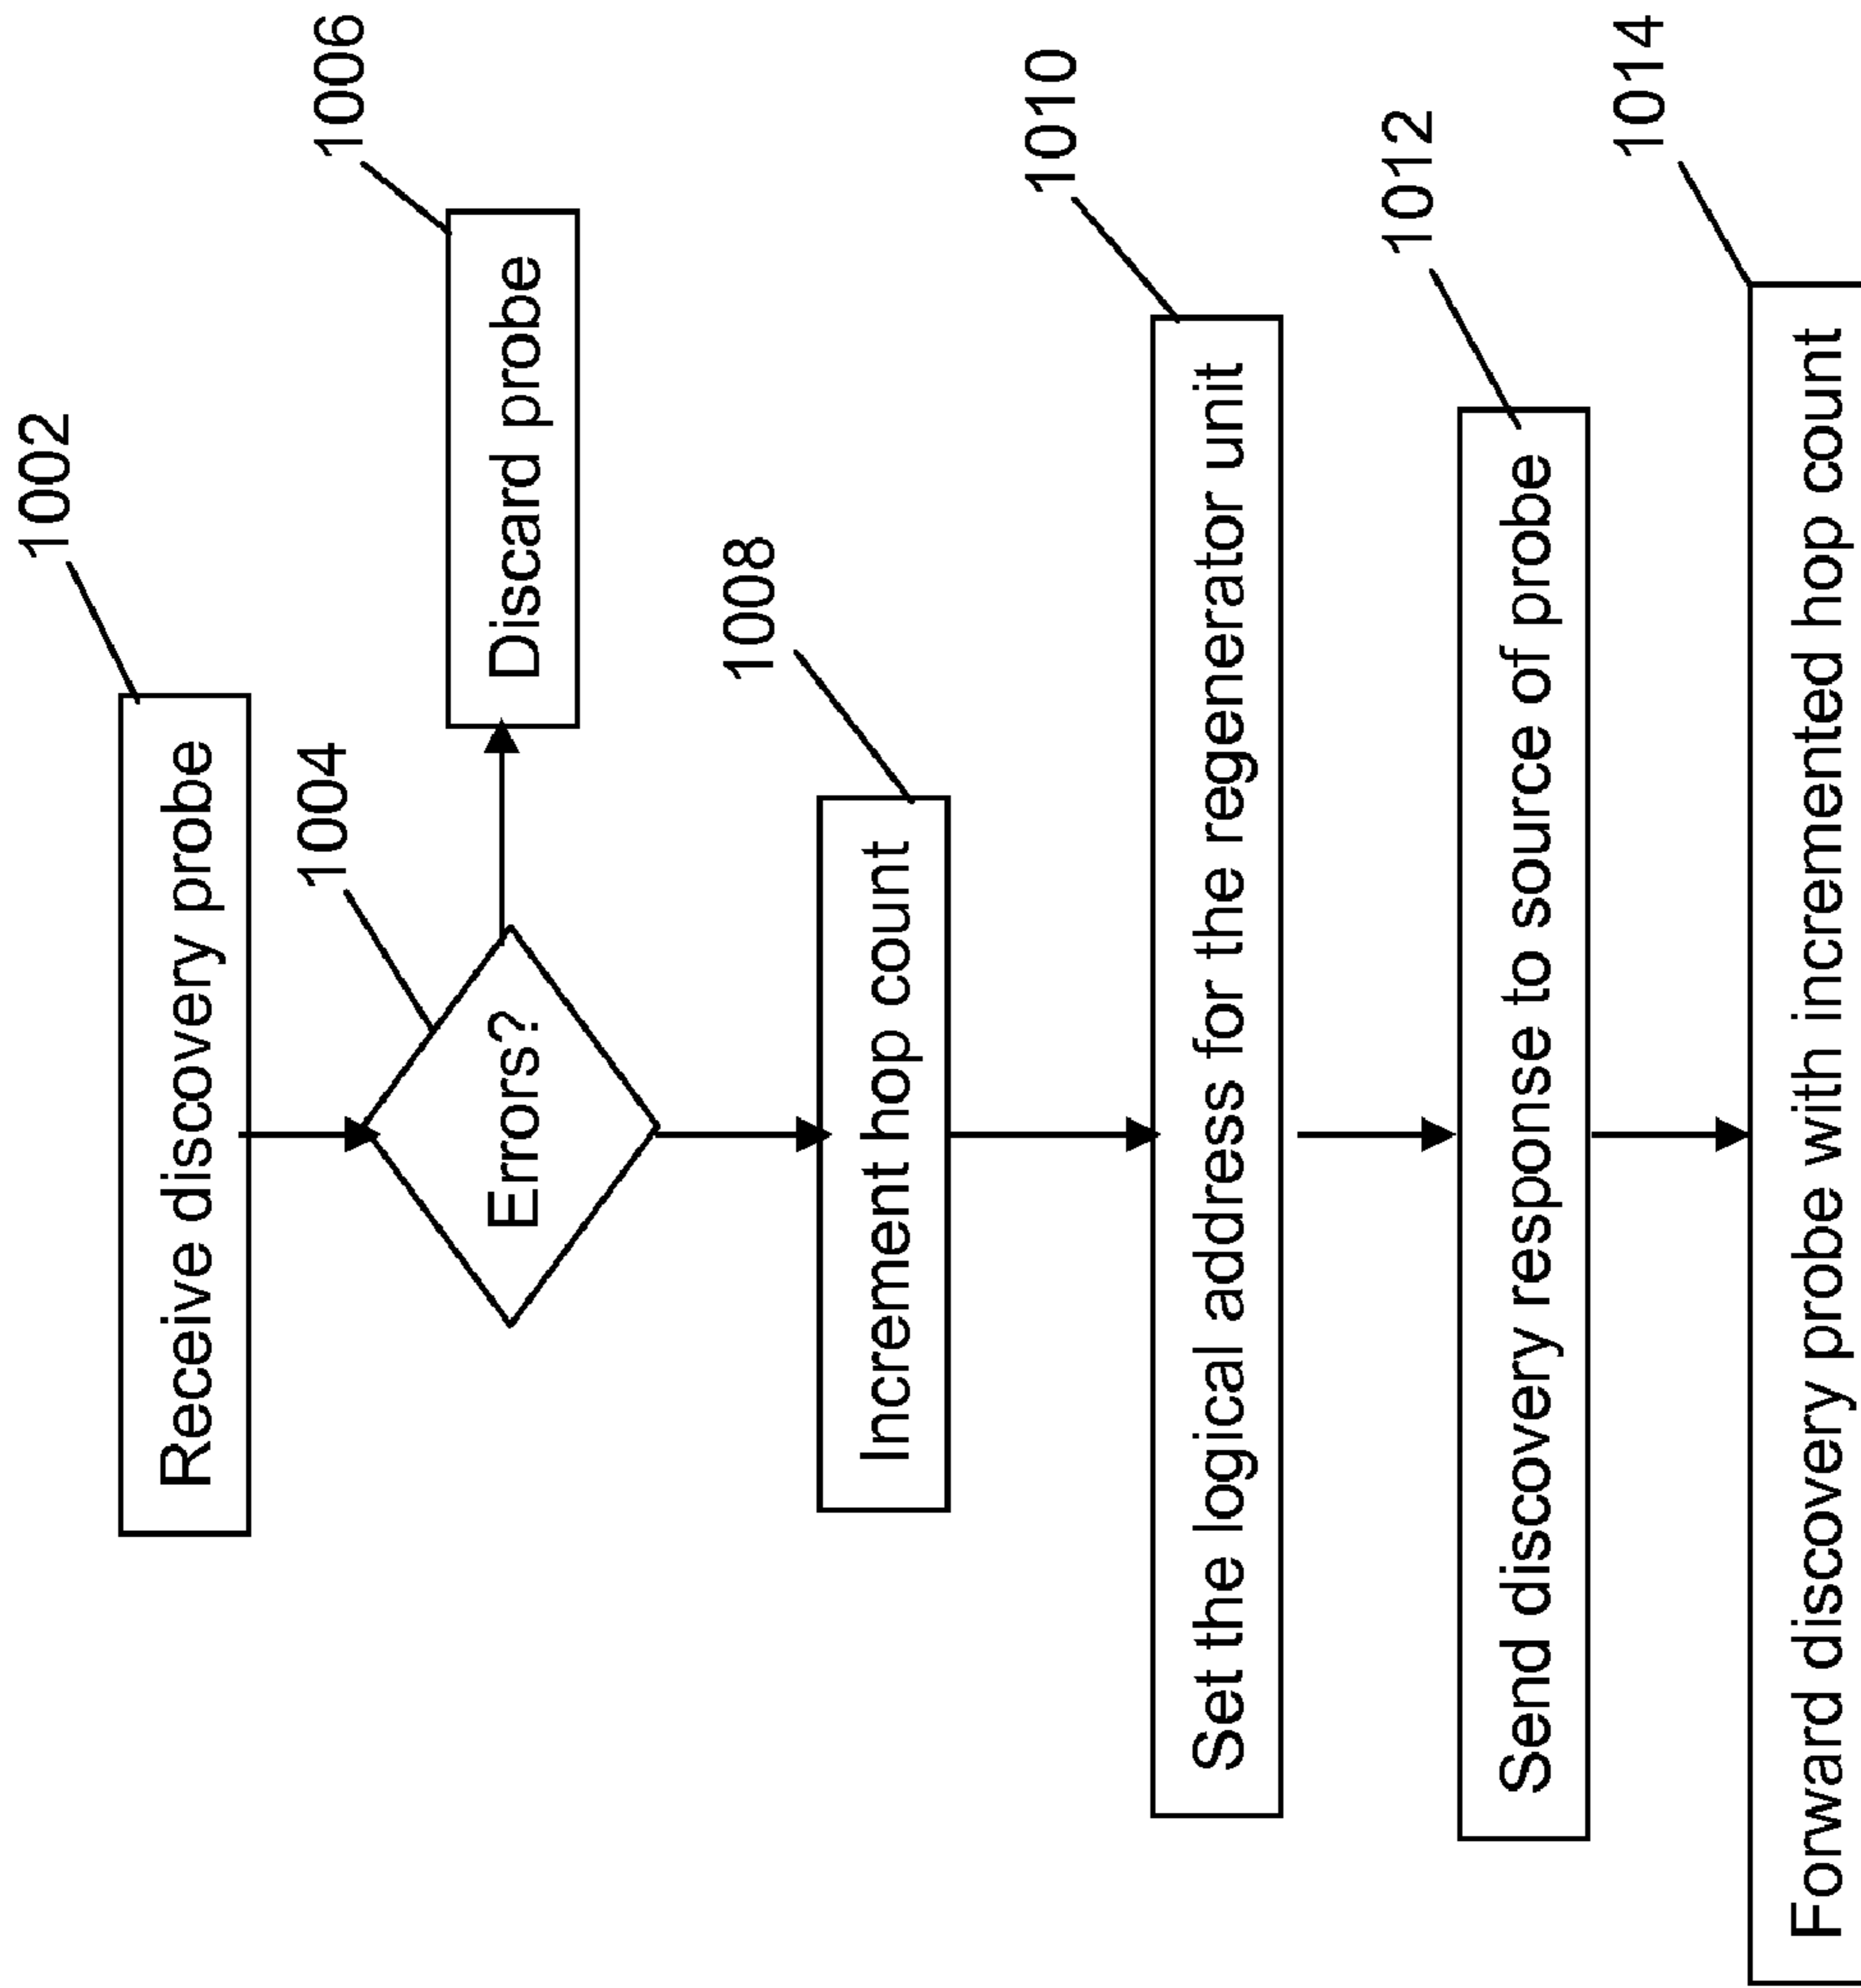 1002
Receive discovery probe
1004
Errors?
1006
Discard probe
1008
Increment hop count
1010
Set the logical address for the regenerator unit
1012
Send discovery response to source of probe
1014
Forward discovery probe with incremented hop count